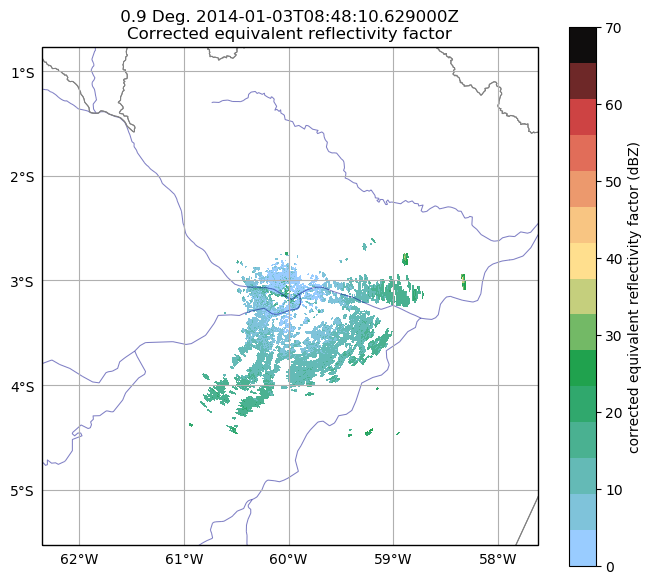 0.9 Deg. 2014-01-03T08:48:10.629000Z
Corrected equivalent reflectivity factor
1°S
2°S
3°S
4°S
5°S
62°W
61°W
60°W
59°W
58°W
70
60
50
40
30
20
10
0
corrected equivalent reflectivity factor (dBZ)